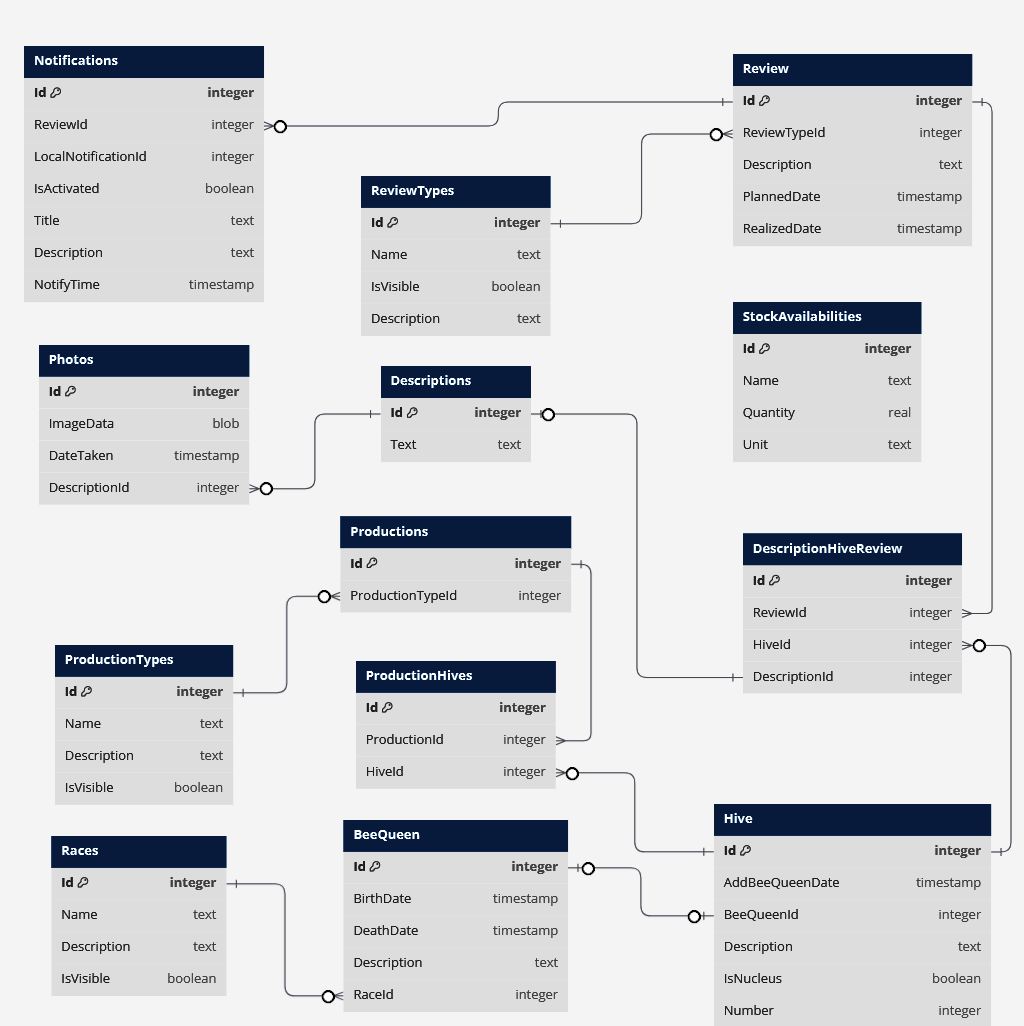 Notifications
Id integer
ReviewId integer
LocalNotificationId integer
IsActivated boolean
Title text
Description text
NotifyTime timestamp
Review
Id integer
ReviewTypeId integer
Description text
PlannedDate timestamp
RealizedDate timestamp
ReviewTypes
Id integer
Name text
IsVisible boolean
Description text
StockAvailabilities
Id integer
Name text
Quantity real
Unit text
Photos
Id integer
ImageData blob
DateTaken timestamp
DescriptionId integer
Descriptions
Id integer
Text text
Productions
Id integer
ProductionTypeId integer
DescriptionHiveReview
Id integer
ReviewId integer
HiveId integer
DescriptionId integer
ProductionTypes
Id integer
Name text
Description text
IsVisible boolean
ProductionHives
Id integer
ProductionId integer
HiveId integer
Races
Id integer
Name text
Description text
IsVisible boolean
BeeQueen
Id integer
BirthDate timestamp
DeathDate timestamp
Description text
RaceId integer
Hive
Id integer
AddBeeQueenDate timestamp
BeeQueenId integer
Description text
IsNucleus boolean
Number integer